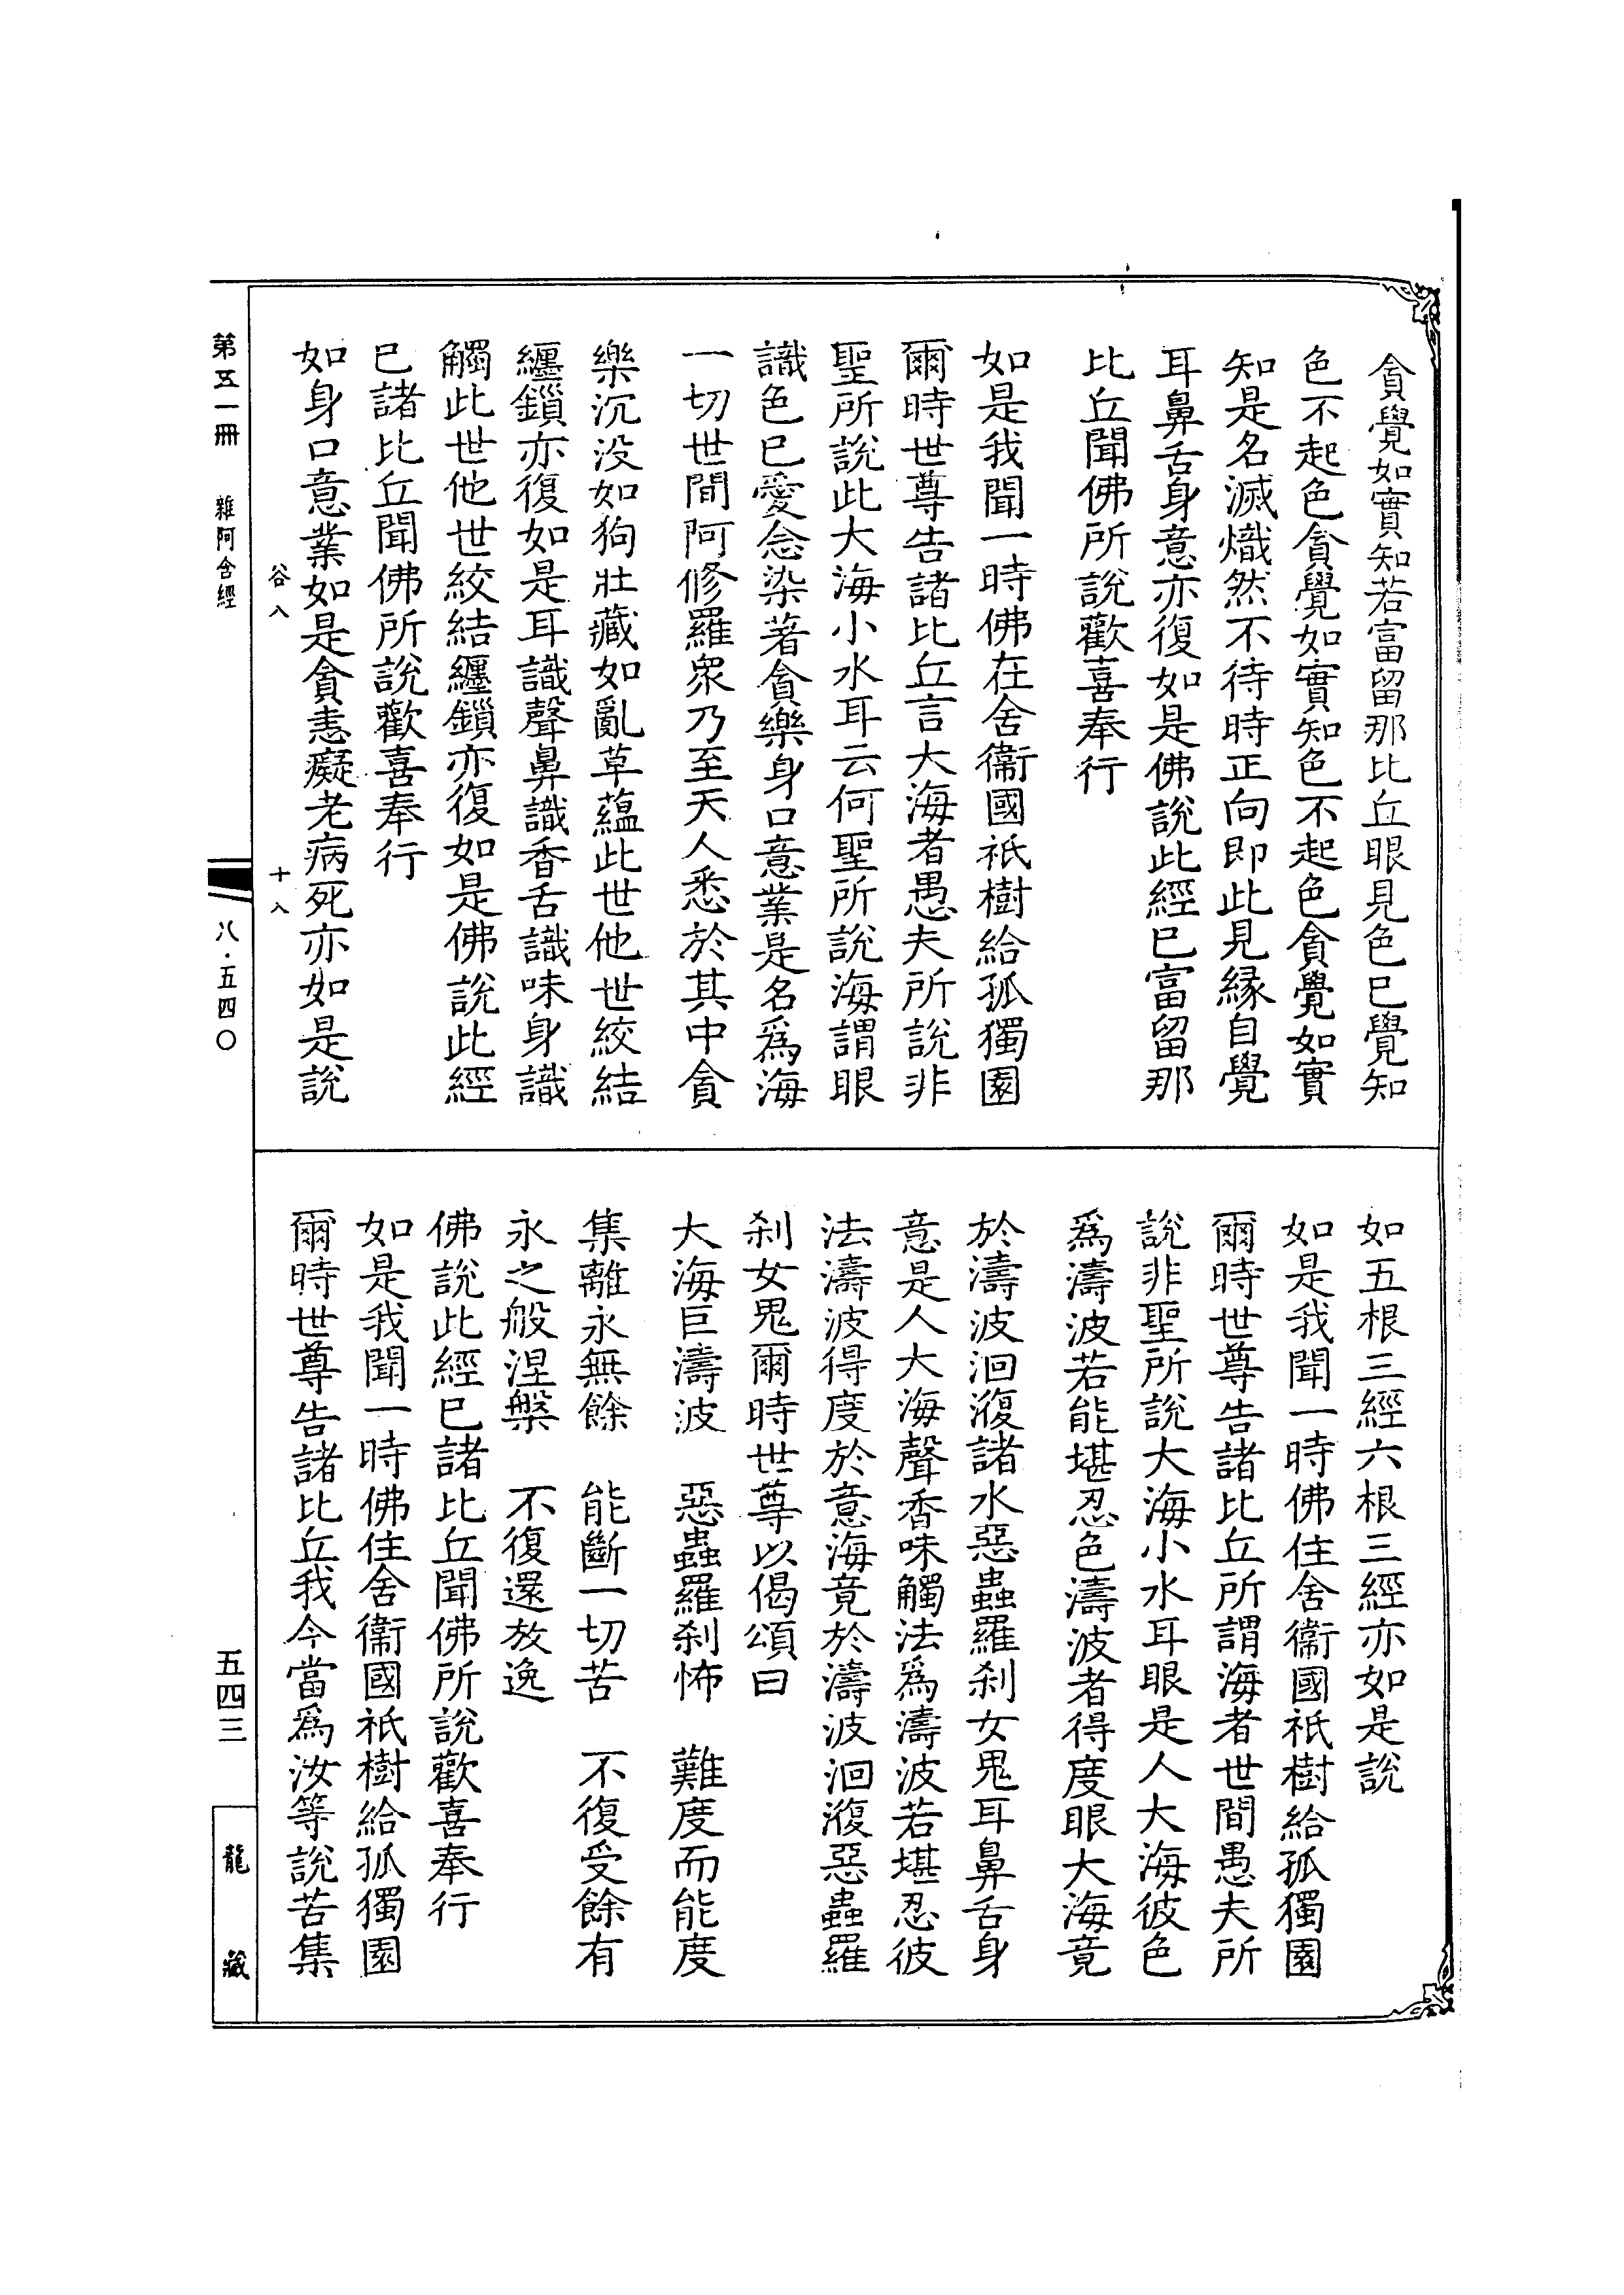 貪覺如實知若富留那比丘眼見色已覺知
色不起色貪覺如實知色不起色貪覺如實
知是名滅熾然不待時正向即此見緣自覺
耳鼻舌身意亦復如是佛說此經已富留那
比丘聞佛所說歡喜奉行
如是我聞一時佛在舍衞國祇樹給孤獨園
爾時世尊告諸比丘言大海者愚夫所說非
聖所說此大海小水耳云何聖所說海謂眼
識色已愛念染著貪樂身口意業是名爲海
一切世間阿修羅衆乃至天人悉於其中貪
樂沉没如狗壯藏如亂草蘊此世他世絞結
纏鎖亦復如是耳識聲鼻識香舌識味身識
觸此世他世絞結纏鎖亦復如是佛說此經
已諸比丘聞佛所說歡喜奉行
如身口意業如是貪恚癡老病死亦如是說
如五根三經六根三經亦如是說
如是我聞一時佛住舍衞國祇樹給孤獨園
爾時世尊告諸比丘所謂海者世間愚夫所
說非聖所說大海小水耳眼是人大海彼色
爲濤波若能堪忍色濤波者得度眼大海竟
於濤波洄澓諸水惡蟲羅刹女鬼耳鼻舌身
意是人大海聲香味觸法爲濤波若堪忍彼
法濤波得度於意海竟於濤波洄澓惡蟲羅
刹女鬼爾時世尊以偈頌曰
大海巨濤波　惡蟲羅刹怖　難度而能度
集離永無餘　能斷一切苦　不復受餘有
永之般涅槃　不復還放逸
佛說此經已諸比丘聞佛所說歡喜奉行
如是我聞一時佛住舍衞國祇樹給孤獨園
爾時世尊告諸比丘我今當爲汝等說苦集
谷八　十八
第五一冊　雜阿含經　八·五四〇　五四三　龍藏